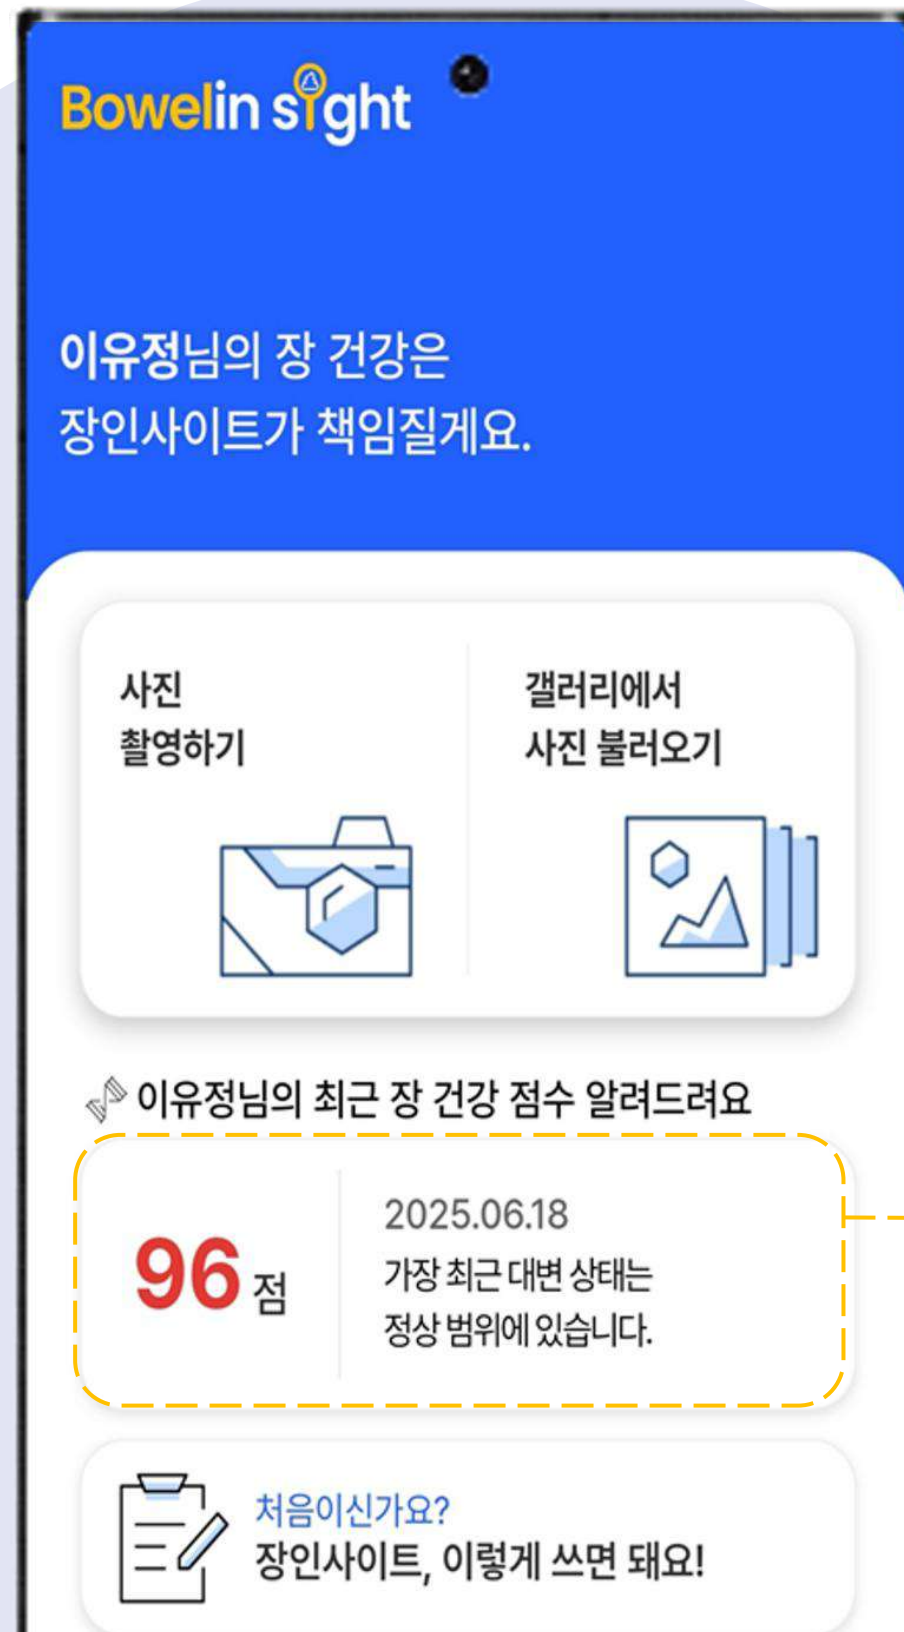 Bowelin sight
이유정님의 장 건강은
장인사이트가 책임질게요.
사진
촬영하기
갤러리에서
사진 불러오기
이유정님의 최근 장 건강 점수 알려드려요
96 점
2025.06.18
가장 최근 대변 상태는
정상 범위에 있습니다.
처음이신가요?
장인사이트, 이렇게 쓰면 돼요!